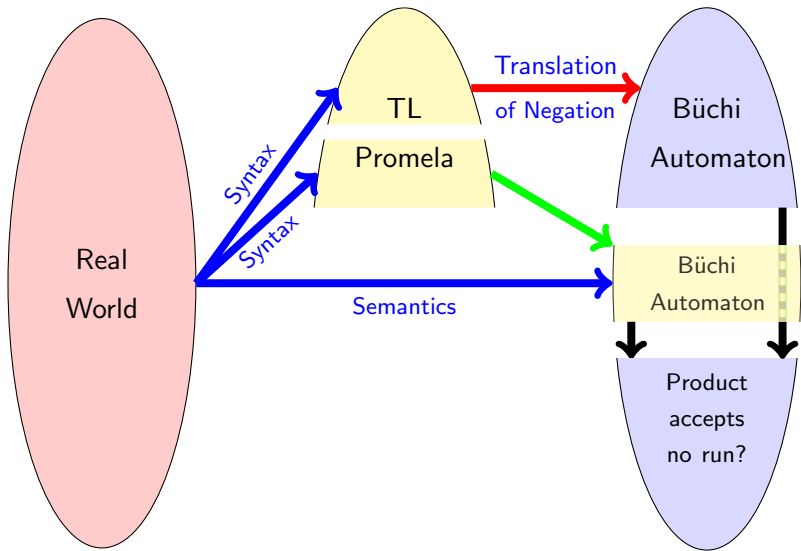 Real
World
Syntax
Syntax
TL
Promela
Translation
of Negation
Semantics
Büchi
Automaton
Büchi
Automaton
Product
accepts
no run?